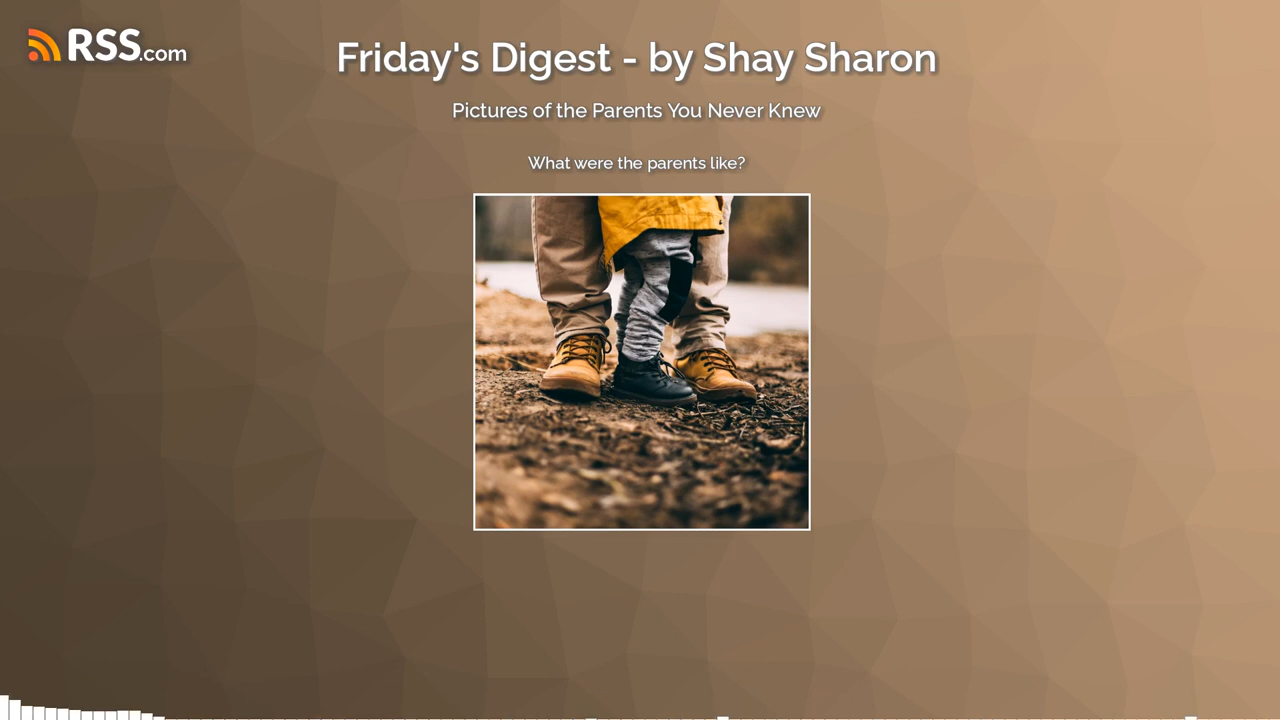 RSS.com
Friday's Digest - by Shay Sharon
Pictures of the Parents You Never Knew
What were the parents like?